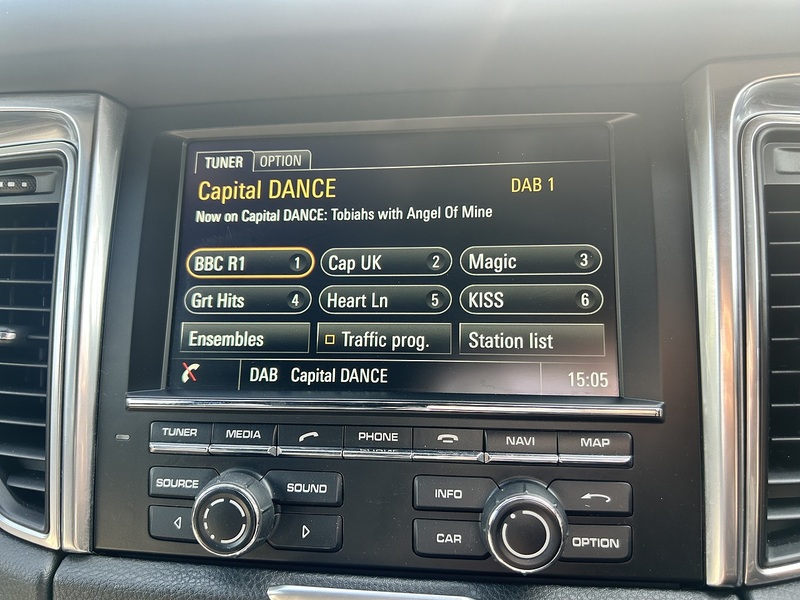 TUNER OPTION
Capital DANCE DAB 1
Now on Capital DANCE: Tobiahs with Angel Of Mine
BBC R1 1 Cap UK 2 Magic 3
Grt Hits 4 Heart Ln 5 KISS 6
Ensembles Traffic prog. Station list
DAB Capital DANCE 15:05
TUNER MEDIA PHONE NAVI MAP
SOURCE SOUND INFO
CAR OPTION